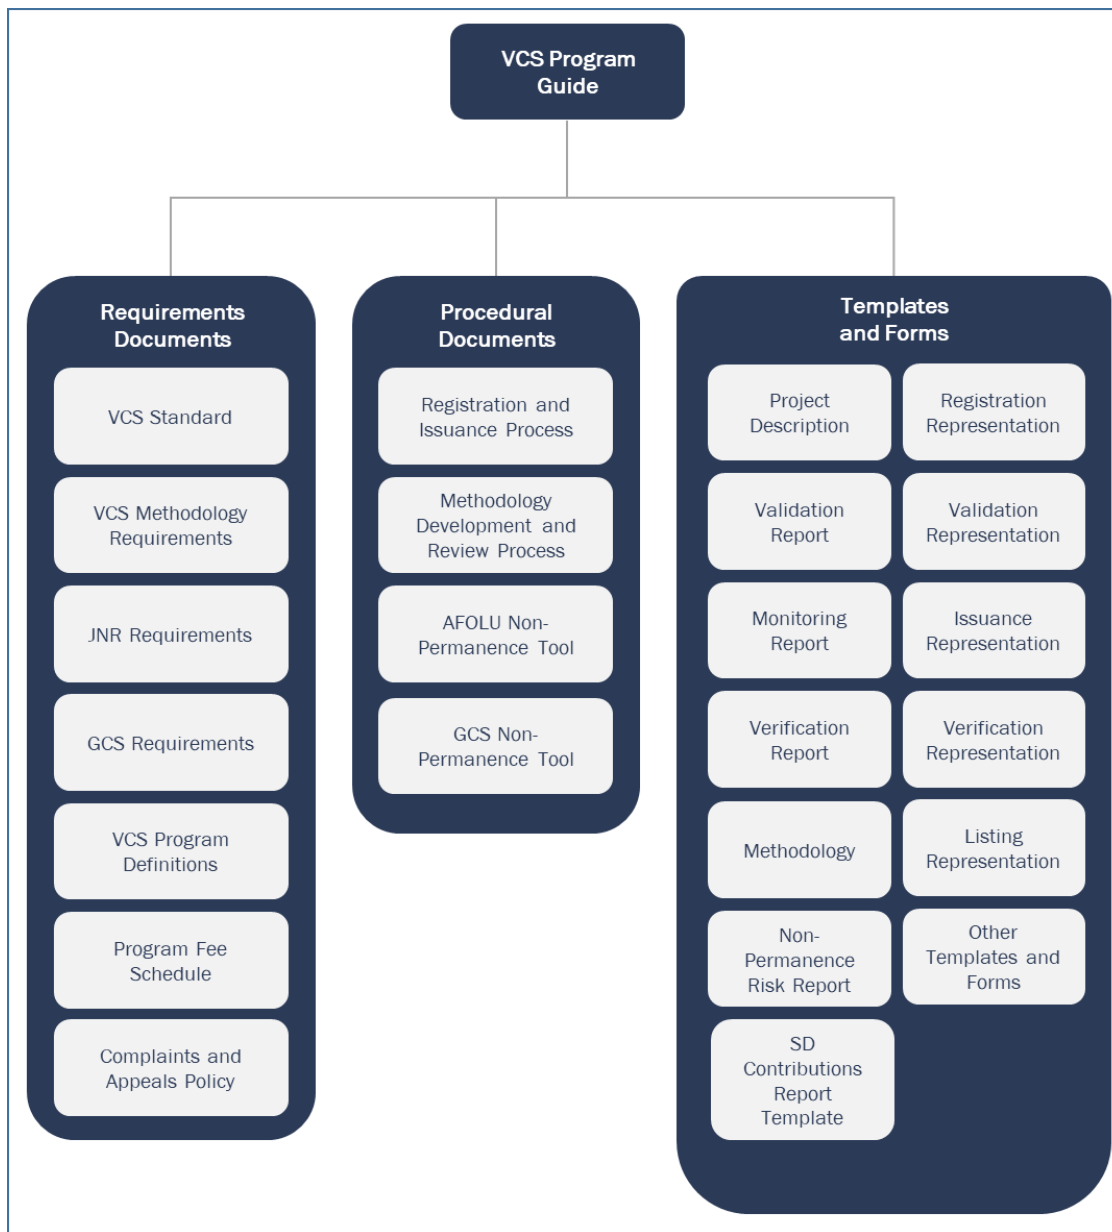 VCS Program
Guide
Requirements
Documents
VCS Standard
VCS Methodology
Requirements
JNR Requirements
GCS Requirements
VCS Program
Definitions
Program Fee
Schedule
Complaints and
Appeals Policy
Procedural
Documents
Registration and
Issuance Process
Methodology
Development and
Review Process
AFOLU Non-
Permanence Tool
GCS Non-
Permanence Tool
Templates
and Forms
Project
Description
Registration
Representation
Validation
Report
Validation
Representation
Monitoring
Report
Issuance
Representation
Verification
Report
Verification
Representation
Methodology
Listing
Representation
Non-
Permanence
Risk Report
Other
Templates and
Forms
SD
Contributions
Report
Template